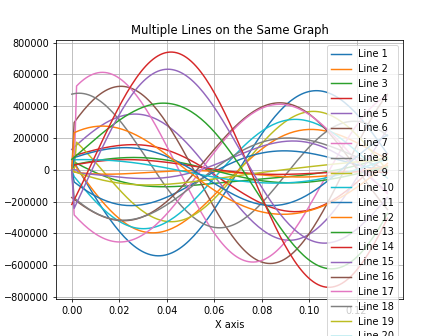 Multiple Lines on the Same Graph
800000
600000
400000
200000
0
−200000
−400000
−600000
−800000
0.00
0.02
0.04
0.06
0.08
0.10
X axis
Line 1
Line 2
Line 3
Line 4
Line 5
Line 6
Line 7
Line 8
Line 9
Line 10
Line 11
Line 12
Line 13
Line 14
Line 15
Line 16
Line 17
Line 18
Line 19
Line 20